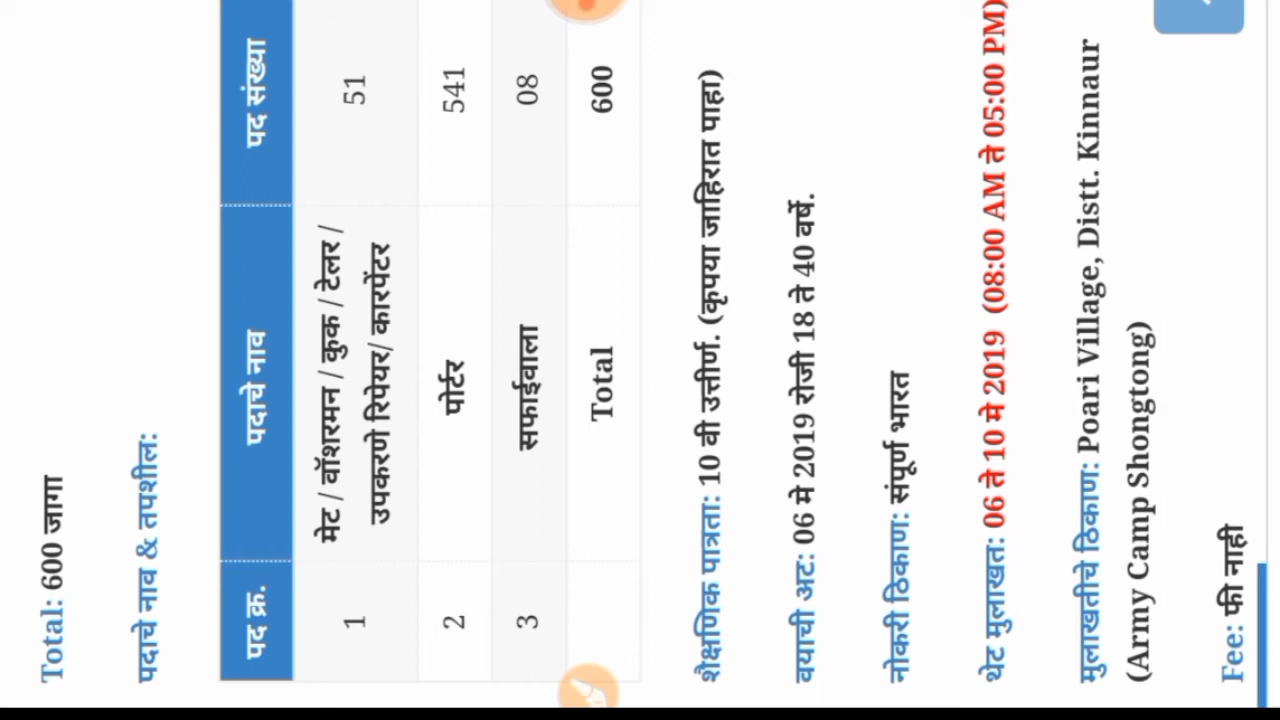 Total: 600 जागा
पदाचे नाव & तपशील:
पद क्र. पदाचे नाव पद संख्या
1 मेट / वॉशरमन / कुक / टेलर / उपकरणे रिपेयर/ कारपेंटर 51
2 पोर्टर 541
3 सफाईवाला 08
Total 600
शैक्षणिक पात्रता: 10 वी उत्तीर्ण. (कृपया जाहिरात पाहा)
वयाची अट: 06 मे 2019 रोजी 18 ते 40 वर्षे.
नोकरी ठिकाण: संपूर्ण भारत
थेट मुलाखत: 06 ते 10 मे 2019 (08:00 AM ते 05:00 PM)
मुलाखतीचे ठिकाण: Poari Village, Distt. Kinnaur
(Army Camp Shongtong)
Fee: फी नाही